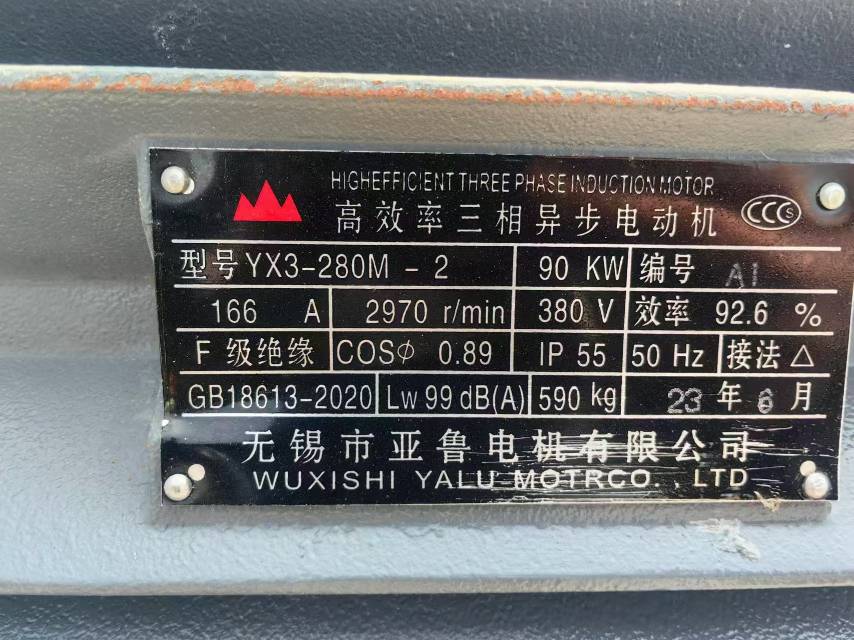 HIGHEFFICIENT THREE PHASE INDUCTION MOTOR
高效率三相异步电动机 CCC S
型号 YX3-280M - 2 90 KW 编号 A1
166 A 2970 r/min 380 V 效率 92.6 %
F 级绝缘 COSΦ 0.89 IP 55 50 Hz 接法 △
GB18613-2020 Lw 99 dB(A) 590 kg 23 年 6 月
无锡市亚鲁电机有限公司
WUXISHI YALU MOTRCO. ,LTD